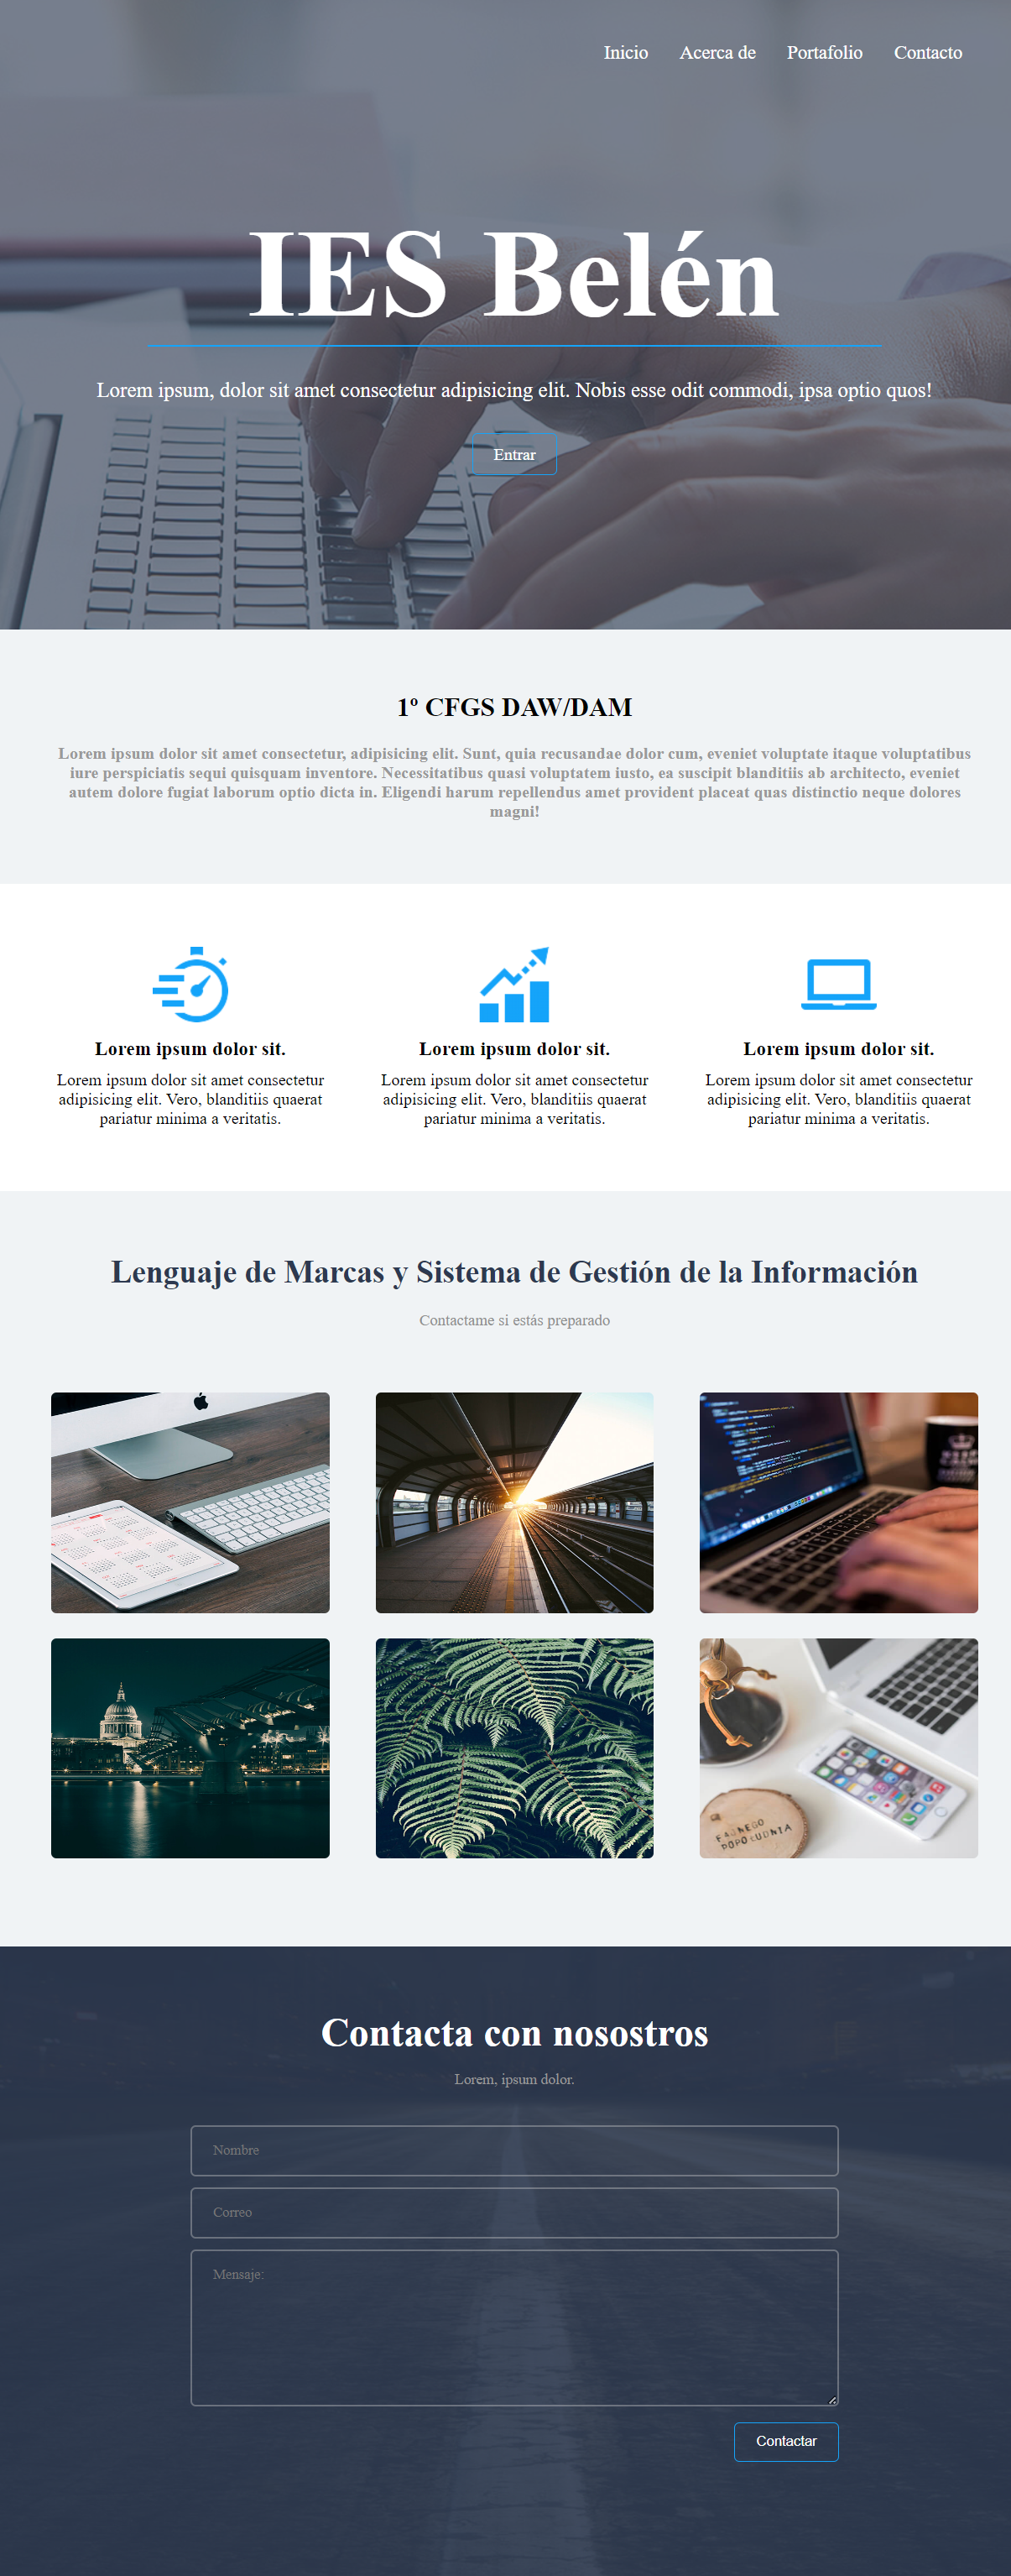 Inicio Acerca de Portafolio Contacto
IES Belén
Lorem ipsum, dolor sit amet consectetur adipisicing elit. Nobis esse odit commodi, ipsa optio quos!
Entrar
1º CFGS DAW/DAM
Lorem ipsum dolor sit amet consectetur, adipisicing elit. Sunt, quia recusandae dolor cum, eveniet voluptate itaque voluptatibus
iure perspiciatis sequi quisquam inventore. Necessitatibus quasi voluptatem iusto, ea suscipit blanditiis ab architecto, eveniet
autem dolore fugiat laborum optio dicta in. Eligendi harum repellendus amet provident placeat quas distinctio neque dolores
magni!
Lorem ipsum dolor sit.
Lorem ipsum dolor sit amet consectetur
adipisicing elit. Vero, blanditiis quaerat
pariatur minima a veritatis.
Lorem ipsum dolor sit.
Lorem ipsum dolor sit amet consectetur
adipisicing elit. Vero, blanditiis quaerat
pariatur minima a veritatis.
Lorem ipsum dolor sit.
Lorem ipsum dolor sit amet consectetur
adipisicing elit. Vero, blanditiis quaerat
pariatur minima a veritatis.
Lenguaje de Marcas y Sistema de Gestión de la Información
Contactame si estás preparado
Contacta con nosostros
Lorem, ipsum dolor.
Nombre
Correo
Mensaje:
Contactar